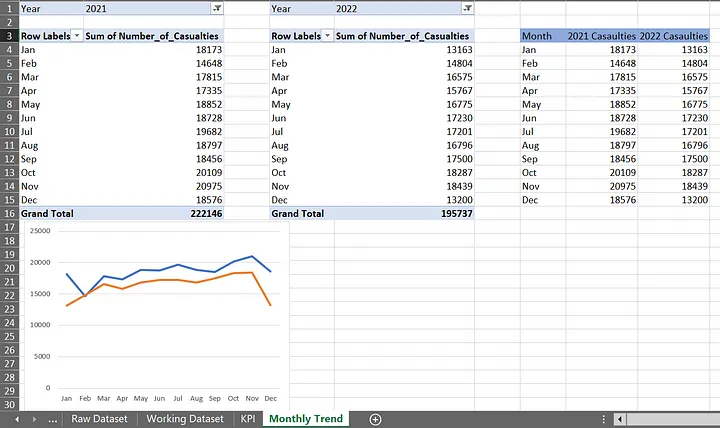 1 Year 2021 Year 2022
2
3 Row Labels Sum of Number_of_Casualties Row Labels Sum of Number_of_Casualties Month 2021 Casaulties 2022 Casaulties
4 Jan 18173 Jan 13163 Jan 18173 13163
5 Feb 14648 Feb 14804 Feb 14648 14804
6 Mar 17815 Mar 16575 Mar 17815 16575
7 Apr 17335 Apr 15767 Apr 17335 15767
8 May 18852 May 16775 May 18852 16775
9 Jun 18728 Jun 17230 Jun 18728 17230
10 Jul 19682 Jul 17201 Jul 19682 17201
11 Aug 18797 Aug 16796 Aug 18797 16796
12 Sep 18456 Sep 17500 Sep 18456 17500
13 Oct 20109 Oct 18287 Oct 20109 18287
14 Nov 20975 Nov 18439 Nov 20975 18439
15 Dec 18576 Dec 13200 Dec 18576 13200
16 Grand Total 222146 Grand Total 195737
17 25000
18
19
20 20000
21
22 15000
23
24 10000
25
26
27 5000
28
29 0
30 Jan Feb Mar Apr May Jun Jul Aug Sep Oct Nov Dec
... Raw Dataset Working Dataset KPI Monthly Trend